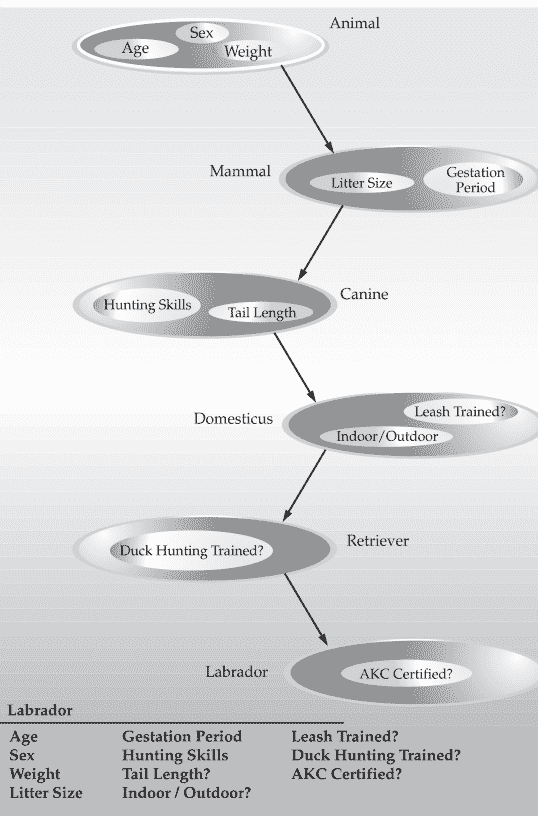 Animal
Sex
Age
Weight
Mammal
Litter Size
Gestation
Period
Canine
Hunting Skills
Tail Length
Domesticus
Leash Trained?
Indoor/Outdoor
Retriever
Duck Hunting Trained?
Labrador
AKC Certified?
Labrador
Age Gestation Period Leash Trained?
Sex Hunting Skills Duck Hunting Trained?
Weight Tail Length? AKC Certified?
Litter Size Indoor / Outdoor?